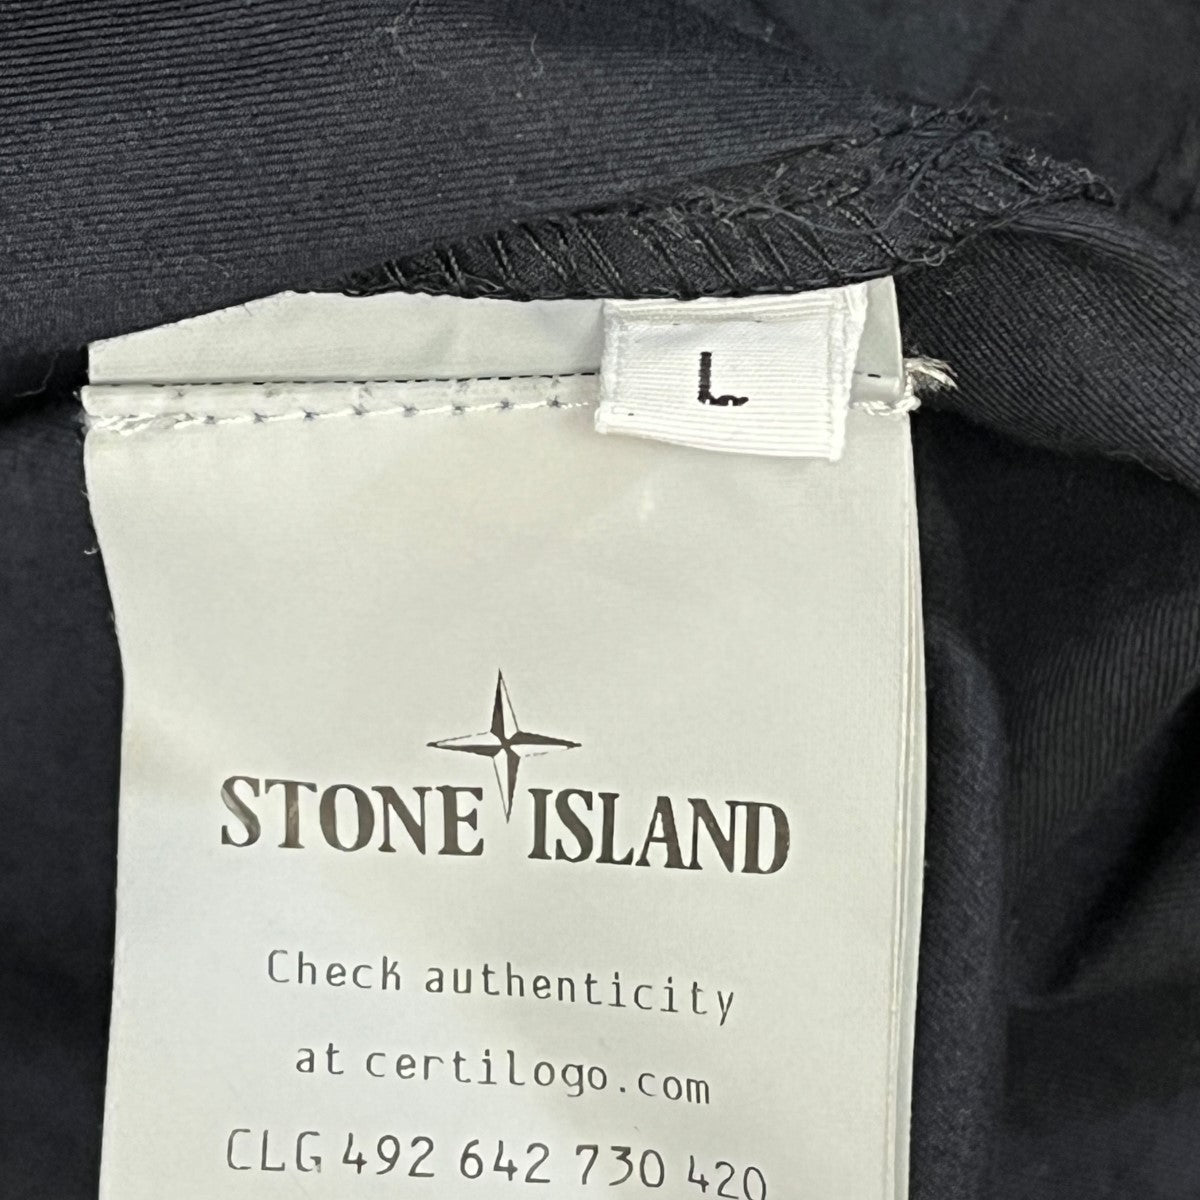 L
STONE ISLAND
Check authenticity
at certilogo.com
CLG 492 642 730 420